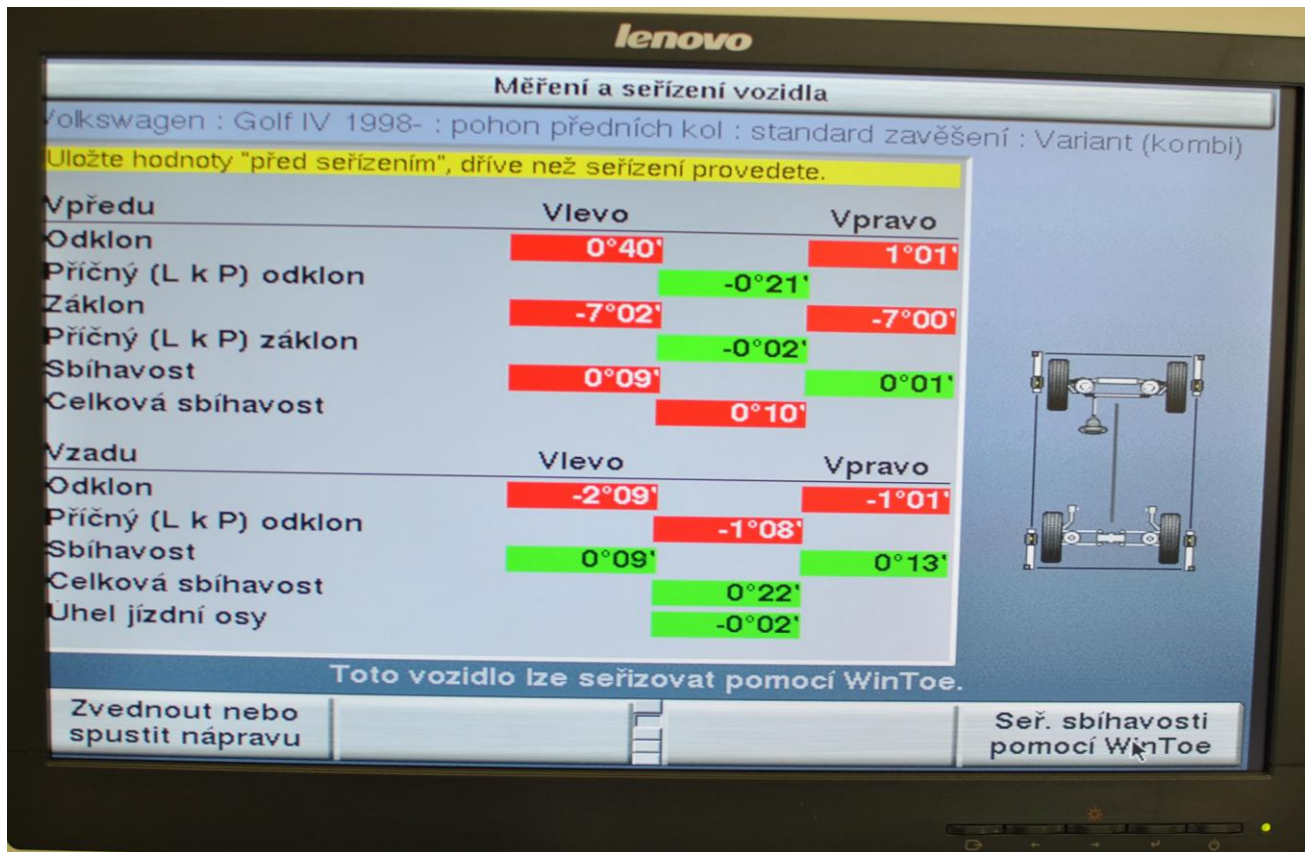 lenovo
Měření a seřízení vozidla
Volkswagen : Golf IV 1998- : pohon předních kol : standard zavěšení : Variant (kombi)
Uložte hodnoty "před seřízením", dříve než seřízení provedete.
Vpředu Vlevo Vpravo
Odklon 0°40' 1°01'
Příčný (L k P) odklon -0°21'
Záklon -7°02' -7°00'
Příčný (L k P) záklon -0°02'
Sbíhavost 0°09' 0°01'
Celková sbíhavost 0°10'
Vzadu Vlevo Vpravo
Odklon -2°09' -1°01'
Příčný (L k P) odklon -1°08'
Sbíhavost 0°09' 0°13'
Celková sbíhavost 0°22'
Úhel jízdní osy -0°02'
Toto vozidlo lze seřizovat pomocí WinToe.
Zvednout nebo
spustit nápravu
Seř. sbíhavosti
pomocí WinToe